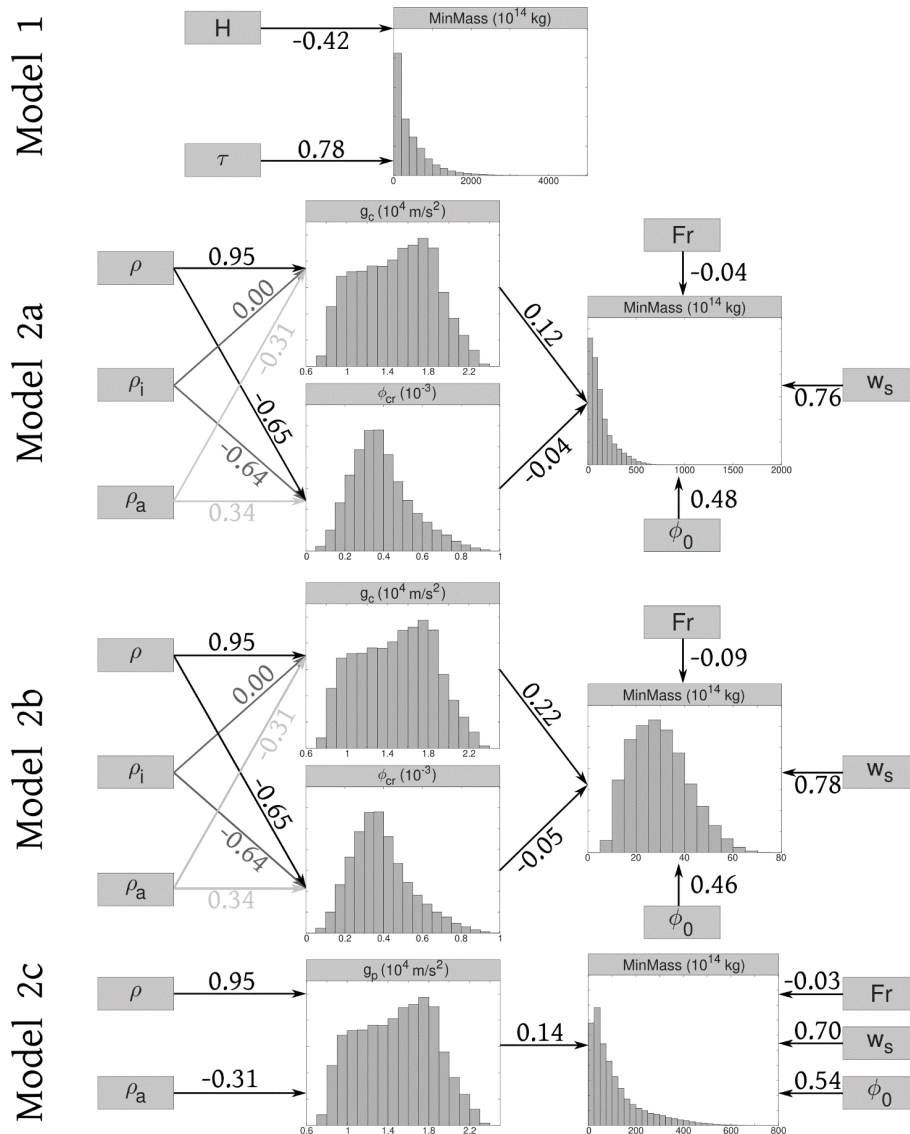 Model 1
H
-0.42
τ
0.78
MinMass (10^14 kg)
0 2000 4000
Model 2a
ρ
ρ_i
ρ_a
0.95
0.00
-0.31
-0.65
-0.64
0.34
g_c (10^4 m/s^2)
0.6 1 1.4 1.8 2.2
ϕ_cr (10^-3)
0 0.2 0.4 0.6 0.8 1
0.12
-0.04
Fr
-0.04
MinMass (10^14 kg)
0 500 1000 1500 2000
0.76
w_s
0.48
ϕ_0
Model 2b
ρ
ρ_i
ρ_a
0.95
0.00
-0.31
-0.65
-0.64
0.34
g_c (10^4 m/s^2)
0.6 1 1.4 1.8 2.2
ϕ_cr (10^-3)
0 0.2 0.4 0.6 0.8 1
0.22
-0.05
Fr
-0.09
MinMass (10^14 kg)
0 20 40 60 80
0.78
w_s
0.46
ϕ_0
Model 2c
ρ
0.95
ρ_a
-0.31
g_p (10^4 m/s^2)
0.6 1 1.4 1.8 2.2
0.14
MinMass (10^14 kg)
0 200 400 600 800
-0.03
Fr
0.70
w_s
0.54
ϕ_0